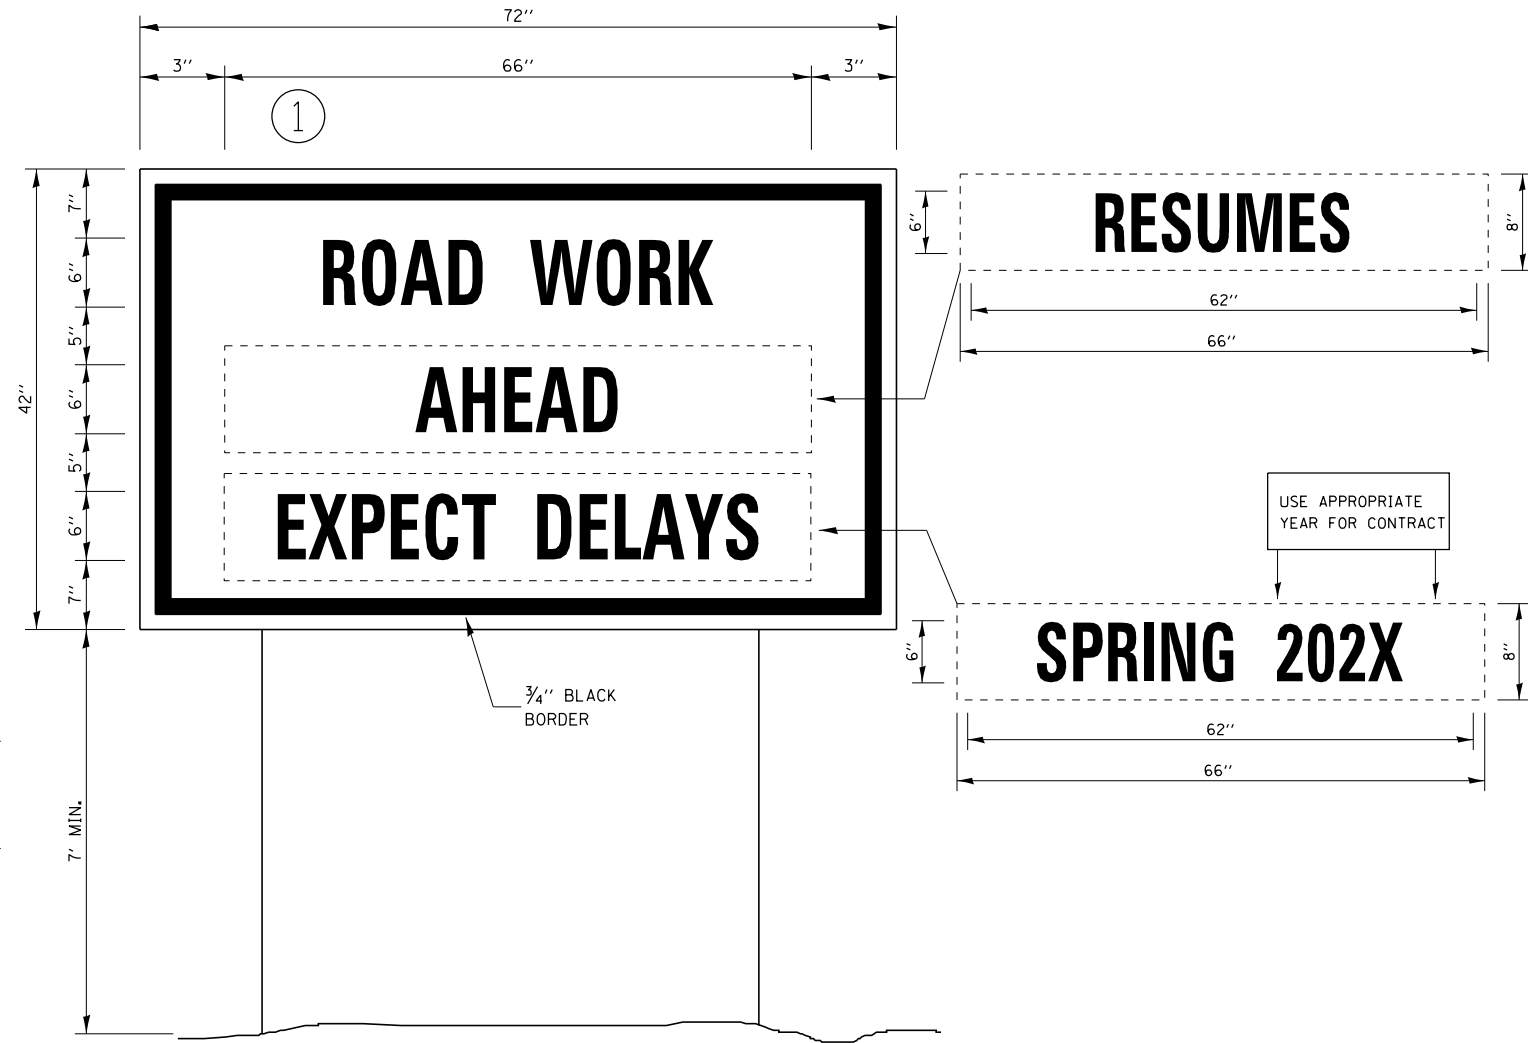 72''
3'' 66'' 3''
1
7''
6''
5''
6''
5''
6''
7''
42''
7' MIN.
ROAD WORK
AHEAD
EXPECT DELAYS
3/4'' BLACK
BORDER
RESUMES
6''
8''
62''
66''
USE APPROPRIATE
YEAR FOR CONTRACT
SPRING 202X
6''
8''
62''
66''